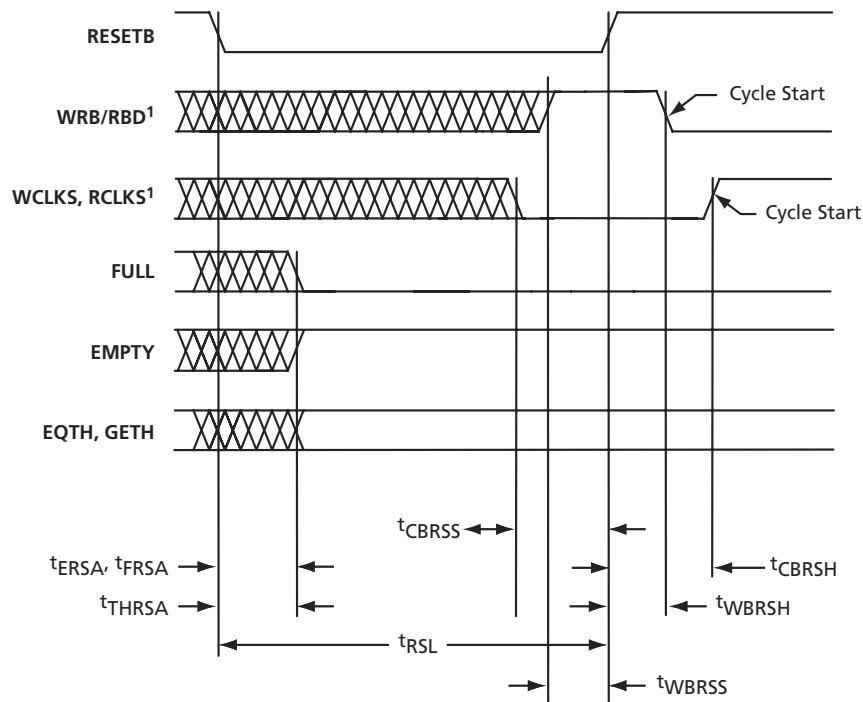 RESETB
WRB/RBD¹
Cycle Start
WCLKS, RCLKS¹
Cycle Start
FULL
EMPTY
EQTH, GETH
tCBRSS
tERSA, tFRSA
tCBRSH
tTHRSA
tWBRSH
tRSL
tWBRSS